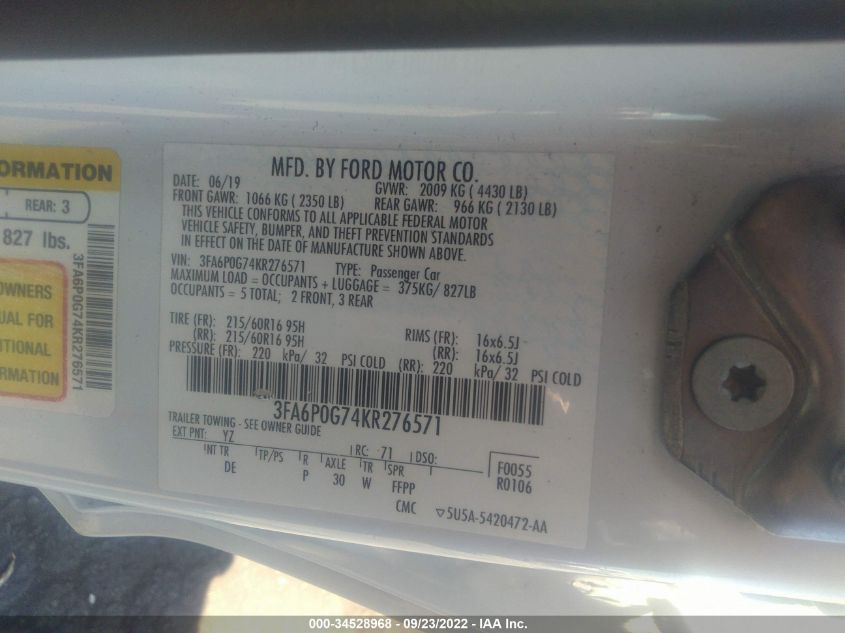 ORMATION
REAR: 3
827 lbs.
OWNERS
UAL FOR
ITIONAL
ORMATION
3FA6P0G74KR276571
MFD. BY FORD MOTOR CO.
DATE: 06/19 GVWR: 2009 KG ( 4430 LB)
FRONT GAWR: 1066 KG ( 2350 LB) REAR GAWR: 966 KG ( 2130 LB)
THIS VEHICLE CONFORMS TO ALL APPLICABLE FEDERAL MOTOR
VEHICLE SAFETY, BUMPER, AND THEFT PREVENTION STANDARDS
IN EFFECT ON THE DATE OF MANUFACTURE SHOWN ABOVE.
VIN: 3FA6P0G74KR276571 TYPE: Passenger Car
MAXIMUM LOAD = OCCUPANTS + LUGGAGE = 375KG/ 827LB
OCCUPANTS = 5 TOTAL; 2 FRONT, 3 REAR
TIRE (FR): 215/60R16 95H RIMS (FR): 16x6.5J
(RR): 215/60R16 95H (RR): 16x6.5J
PRESSURE (FR): 220 kPa/ 32 PSI COLD (RR): 220 kPa/ 32 PSI COLD
3FA6P0G74KR276571
TRAILER TOWING - SEE OWNER GUIDE
EXT PNT: YZ RC: 71 DSO: F0055
INT TR TP/PS R AXLE TR SPR R0106
DE P 30 W FFPP
CMC ▽5U5A-5420472-AA
000-34528968 - 09/23/2022 - IAA Inc.